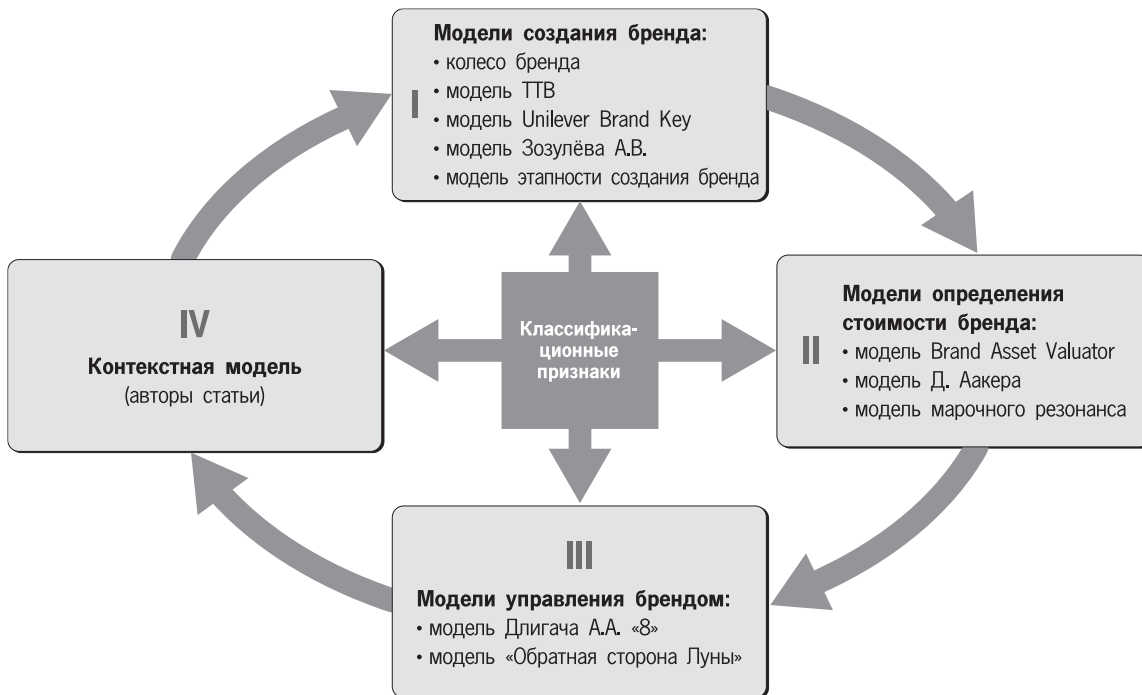 Модели создания бренда:
• колесо бренда
• модель ТТВ
I
• модель Unilever Brand Key
• модель Зозулёва А.В.
• модель этапности создания бренда
Классифика-
ционные
признаки
Модели определения
стоимости бренда:
II
• модель Brand Asset Valuator
• модель Д. Аакера
• модель марочного резонанса
III
Модели управления брендом:
• модель Длигача А.А. «8»
• модель «Обратная сторона Луны»
IV
Контекстная модель
(авторы статьи)